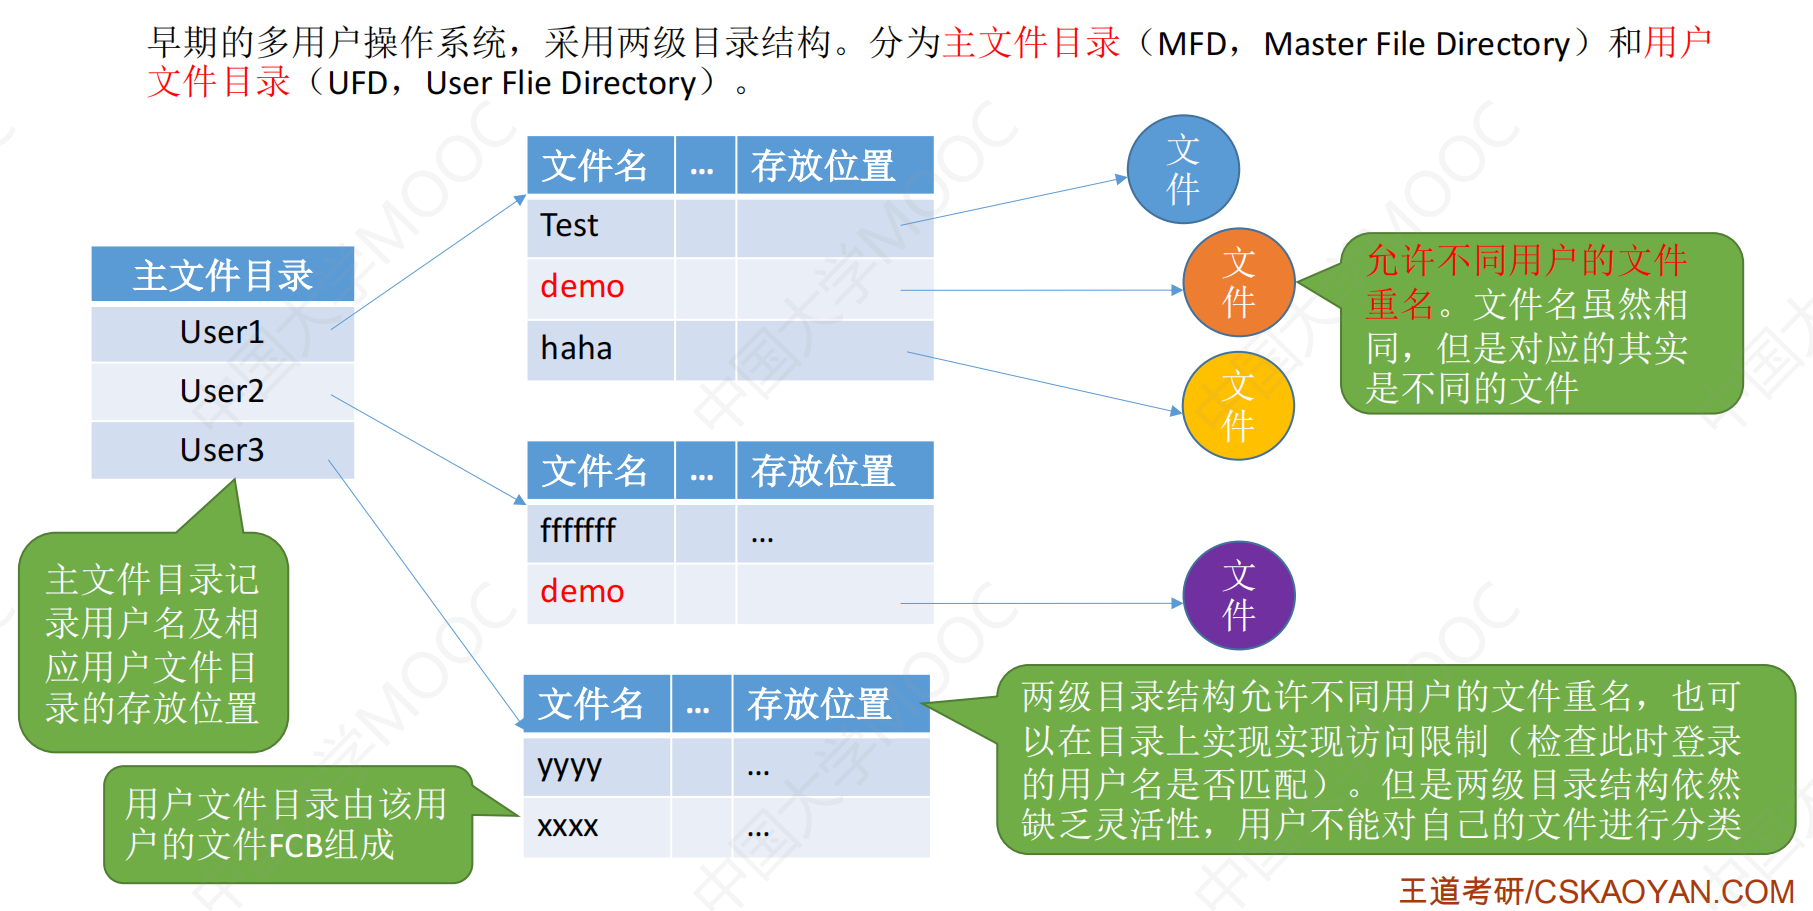 早期的多用户操作系统，采用两级目录结构。分为主文件目录（MFD，Master File Directory）和用户
文件目录（UFD，User Flie Directory）。
主文件目录
User1
User2
User3
文件名 ... 存放位置
Test
demo
haha
文件名 ... 存放位置
fffffff ...
demo
文件名 ... 存放位置
yyyy ...
xxxx ...
文
件
文
件
文
件
文
件
允许不同用户的文件
重名。文件名虽然相
同，但是对应的其实
是不同的文件
主文件目录记
录用户名及相
应用户文件目
录的存放位置
用户文件目录由该用
户的文件FCB组成
两级目录结构允许不同用户的文件重名，也可
以在目录上实现实现访问限制（检查此时登录
的用户名是否匹配）。但是两级目录结构依然
缺乏灵活性，用户不能对自己的文件进行分类
王道考研/CSKAOYAN.COM
中国大学MOOC